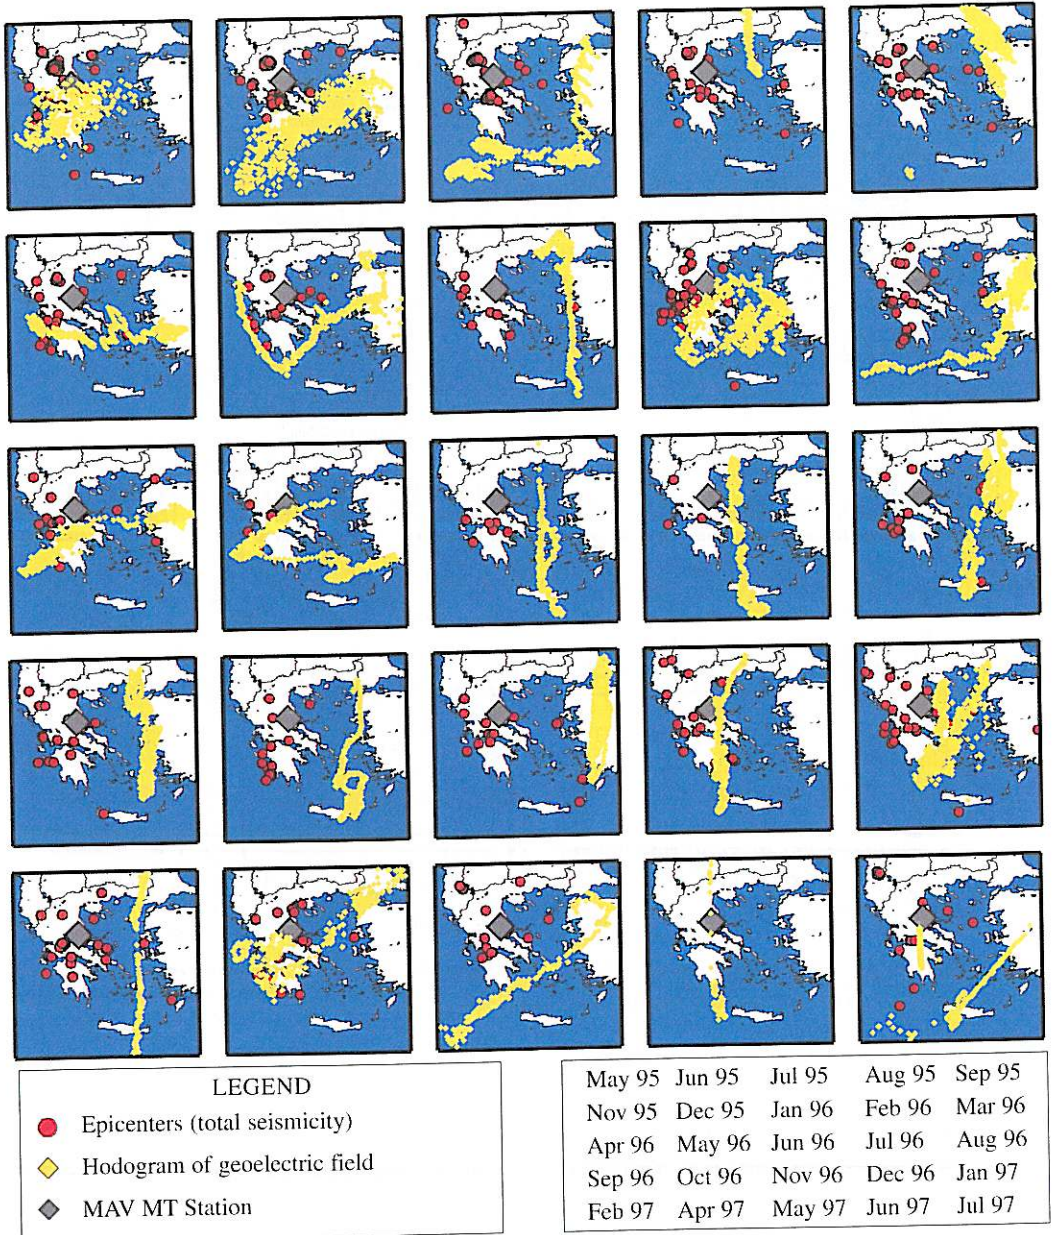 LEGEND
Epicenters (total seismicity)
Hodogram of geoelectric field
MAV MT Station
May 95 Jun 95 Jul 95 Aug 95 Sep 95
Nov 95 Dec 95 Jan 96 Feb 96 Mar 96
Apr 96 May 96 Jun 96 Jul 96 Aug 96
Sep 96 Oct 96 Nov 96 Dec 96 Jan 97
Feb 97 Apr 97 May 97 Jun 97 Jul 97